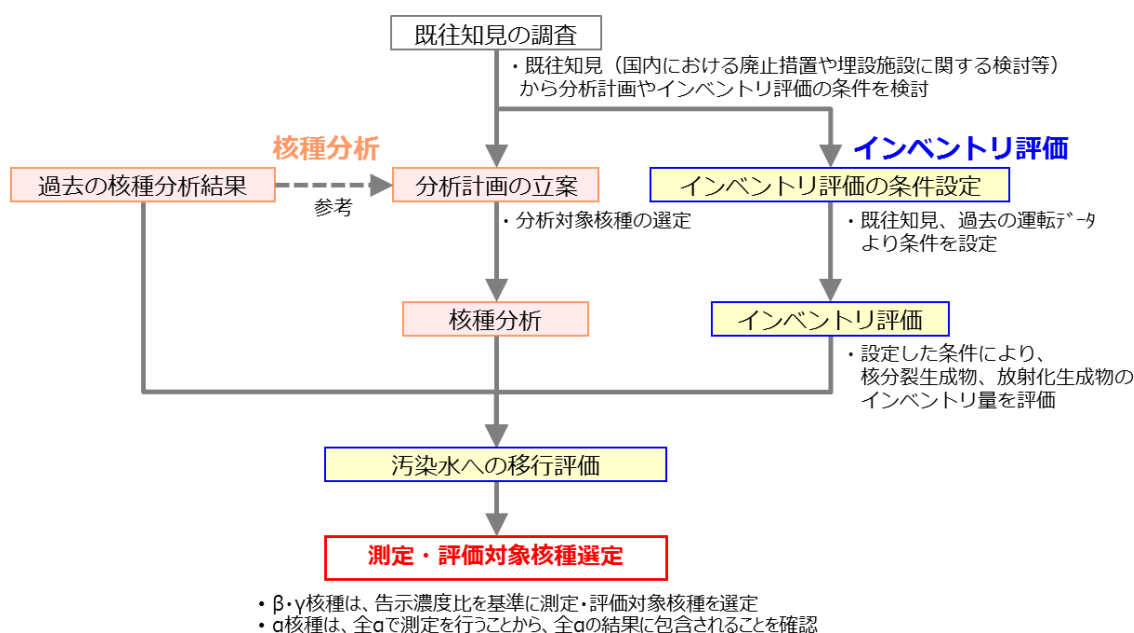 既往知見の調査
・既往知見（国内における廃止措置や埋設施設に関する検討等）
から分析計画やインベントリ評価の条件を検討
核種分析
インベントリ評価
過去の核種分析結果
参考
分析計画の立案
インベントリ評価の条件設定
・分析対象核種の選定
・既往知見、過去の運転ﾃﾞｰﾀ
より条件を設定
核種分析
インベントリ評価
・設定した条件により、
核分裂生成物、放射化生成物の
インベントリ量を評価
汚染水への移行評価
測定・評価対象核種選定
• β・γ核種は、告示濃度比を基準に測定・評価対象核種を選定
• α核種は、全αで測定を行うことから、全αの結果に包含されることを確認